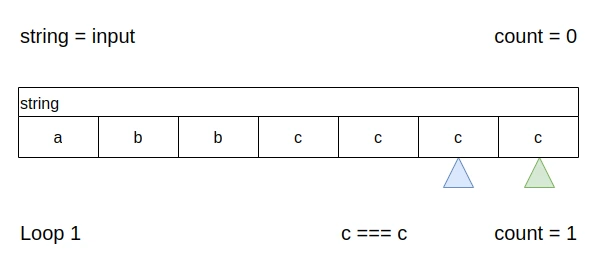 string = input count = 0
string
a b b c c c c
Loop 1 c === c count = 1